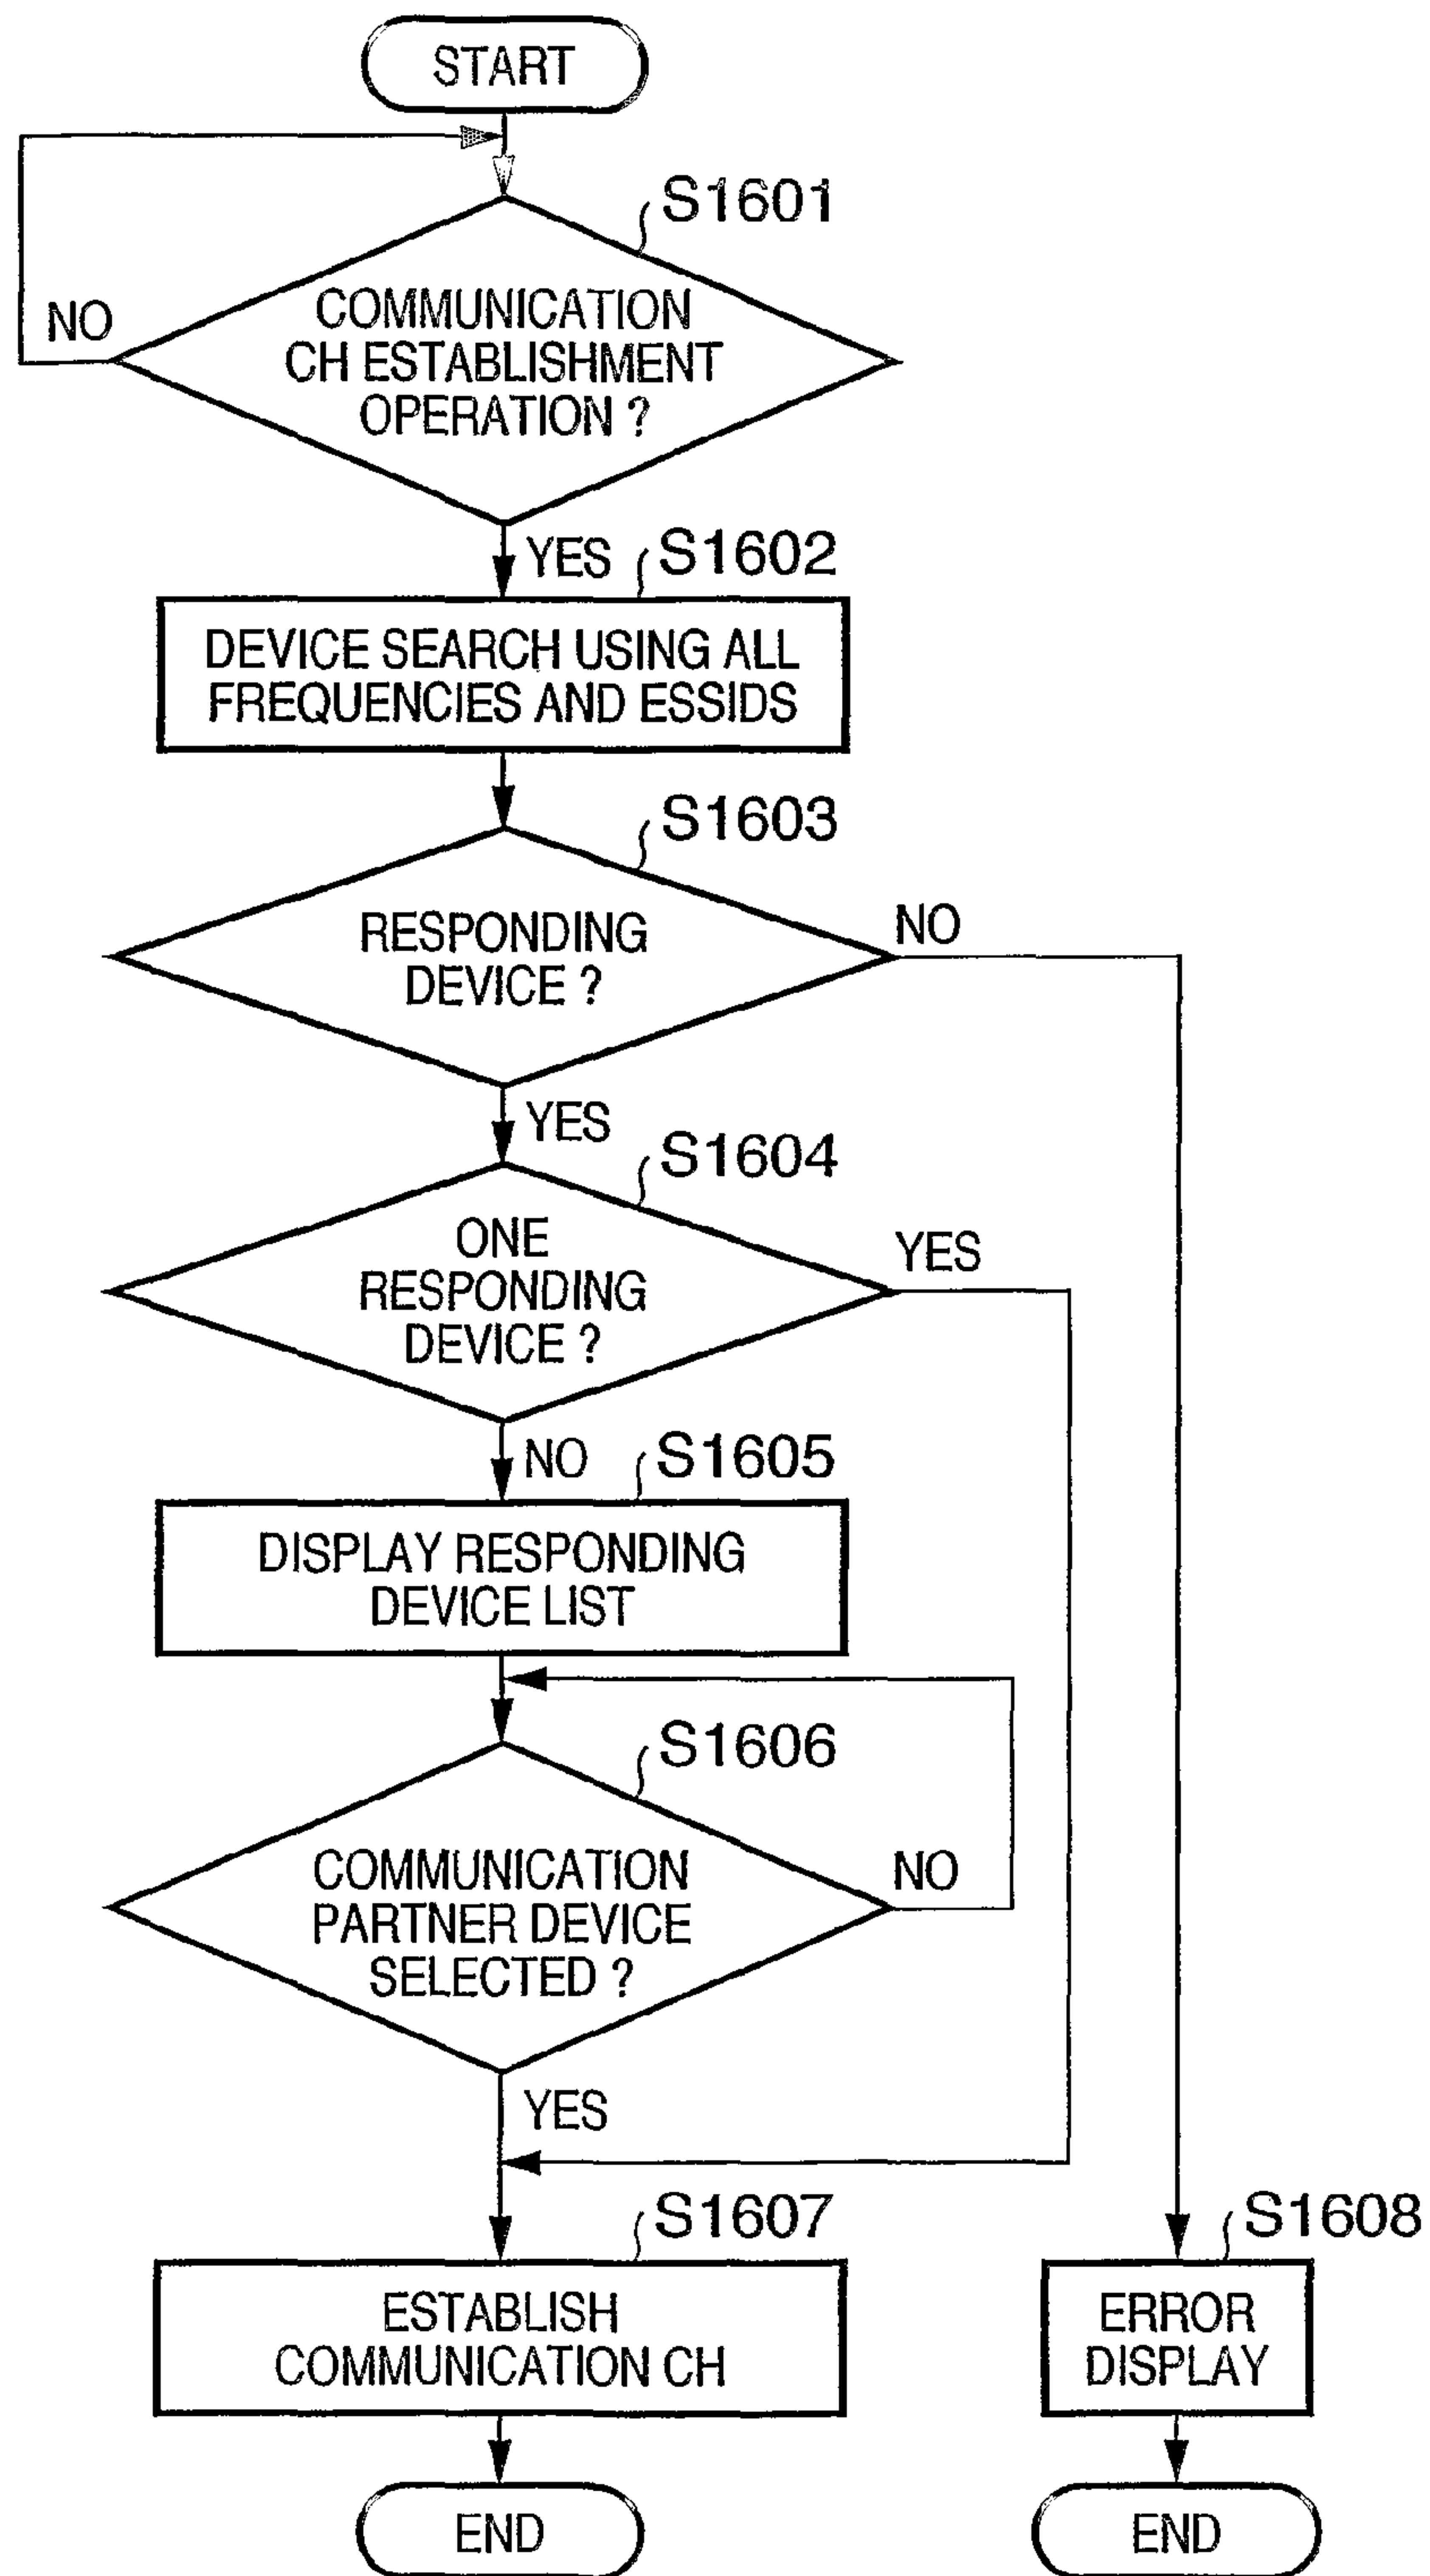 START
S1601
NO
COMMUNICATION
CH ESTABLISHMENT
OPERATION ?
YES
S1602
DEVICE SEARCH USING ALL
FREQUENCIES AND ESSIDS
S1603
RESPONDING
DEVICE ?
NO
YES
S1604
ONE
RESPONDING
DEVICE ?
YES
NO
S1605
DISPLAY RESPONDING
DEVICE LIST
S1606
COMMUNICATION
PARTNER DEVICE
SELECTED ?
NO
YES
S1607
ESTABLISH
COMMUNICATION CH
S1608
ERROR
DISPLAY
END
END